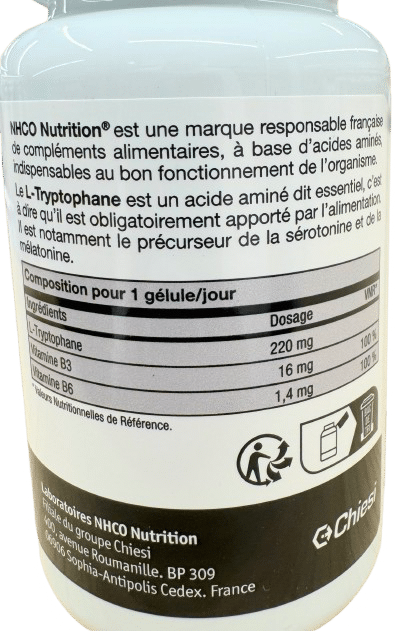 NHCO Nutrition® est une marque responsable française
de compléments alimentaires, à base d'acides aminés,
indispensables au bon fonctionnement de l'organisme.
Le L-Tryptophane est un acide aminé dit essentiel, c'est
à dire qu'il est obligatoirement apporté par l'alimentation.
Il est notamment le précurseur de la sérotonine et de la
mélatonine.
Composition pour 1 gélule/jour
Ingrédients Dosage VNR*
L-Tryptophane 220 mg
Vitamine B3 16 mg 100 %
Vitamine B6 1,4 mg 100 %
*Valeurs Nutritionnelles de Référence.
Laboratoires NHCO Nutrition
Filiale du groupe Chiesi
400, avenue Roumanille. BP 309
06906 Sophia-Antipolis Cedex. France
Chiesi